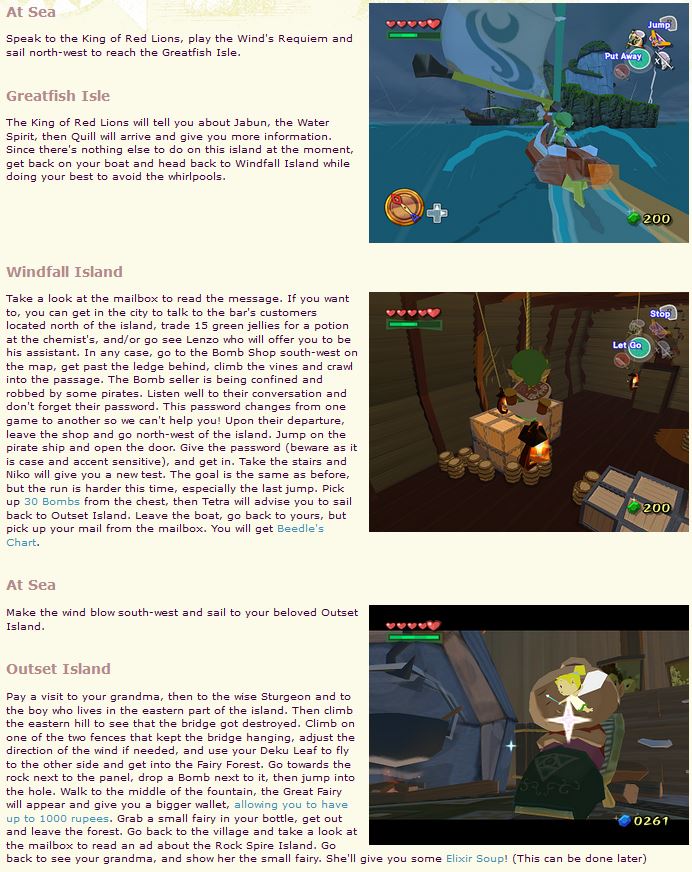 At Sea
Speak to the King of Red Lions, play the Wind's Requiem and
sail north-west to reach the Greatfish Isle.
Greatfish Isle
The King of Red Lions will tell you about Jabun, the Water
Spirit, then Quill will arrive and give you more information.
Since there's nothing else to do on this island at the moment,
get back on your boat and head back to Windfall Island while
doing your best to avoid the whirlpools.
Jump
Put Away
200
Windfall Island
Take a look at the mailbox to read the message. If you want
to, you can get in the city to talk to the bar's customers
located north of the island, trade 15 green jellies for a potion
at the chemist's, and/or go see Lenzo who will offer you to be
his assistant. In any case, go to the Bomb Shop south-west on
the map, get past the ledge behind, climb the vines and crawl
into the passage. The Bomb seller is being confined and
robbed by some pirates. Listen well to their conversation and
don't forget their password. This password changes from one
game to another so we can't help you! Upon their departure,
leave the shop and go north-west of the island. Jump on the
pirate ship and open the door. Give the password (beware as it
is case and accent sensitive), and get in. Take the stairs and
Niko will give you a new test. The goal is the same as before,
but the run is harder this time, especially the last jump. Pick
up 30 Bombs from the chest, then Tetra will advise you to sail
back to Outset Island. Leave the boat, go back to yours, but
pick up your mail from the mailbox. You will get Beedle's
Chart.
Stop
Let Go
200
At Sea
Make the wind blow south-west and sail to your beloved Outset
Island.
Outset Island
Pay a visit to your grandma, then to the wise Sturgeon and to
the boy who lives in the eastern part of the island. Then climb
the eastern hill to see that the bridge got destroyed. Climb on
one of the two fences that kept the bridge hanging, adjust the
direction of the wind if needed, and use your Deku Leaf to fly
to the other side and get into the Fairy Forest. Go towards the
rock next to the panel, drop a Bomb next to it, then jump into
the hole. Walk to the middle of the fountain, the Great Fairy
will appear and give you a bigger wallet, allowing you to have
up to 1000 rupees. Grab a small fairy in your bottle, get out
and leave the forest. Go back to the village and take a look at
the mailbox to read an ad about the Rock Spire Island. Go
back to see your grandma, and show her the small fairy. She'll give you some Elixir Soup! (This can be done later)
0261